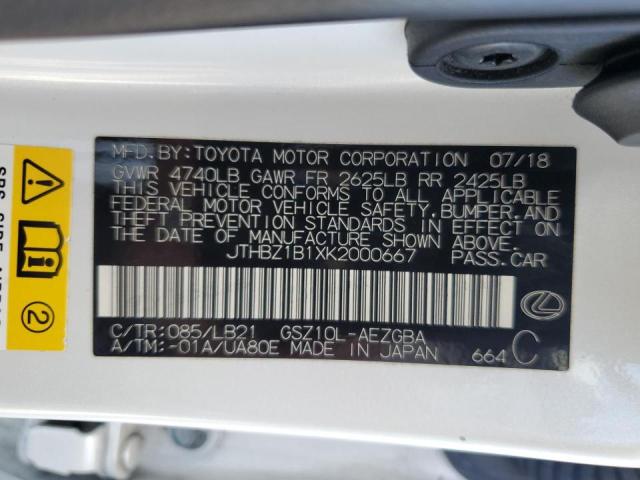 MFD.BY:TOYOTA MOTOR CORPORATION 07/18
GVWR 4740LB GAWR FR 2625LB RR 2425LB
THIS VEHICLE CONFORMS TO ALL APPLICABLE
FEDERAL MOTOR VEHICLE SAFETY, BUMPER, AND
THEFT PREVENTION STANDARDS IN EFFECT ON
THE DATE OF MANUFACTURE SHOWN ABOVE.
JTHBZ1B1XK2000667 PASS.CAR
C/TR:085/LB21 GSZ10L-AEZGBA
A/TM:-01A/UA80E MADE IN JAPAN 664 C
2